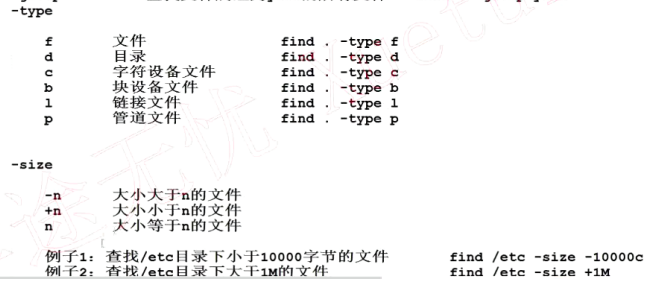 -type
f 文件 find . -type f
d 目录 find . -type d
c 字符设备文件 find . -type c
b 块设备文件 find . -type b
l 链接文件 find . -type l
p 管道文件 find . -type p
-size
-n 大小大于n的文件
+n 大小小于n的文件
n 大小等于n的文件
例子1：查找/etc目录下小于10000字节的文件 find /etc -size -10000c
例子2：查找/etc目录下大于1M的文件 find /etc -size +1M